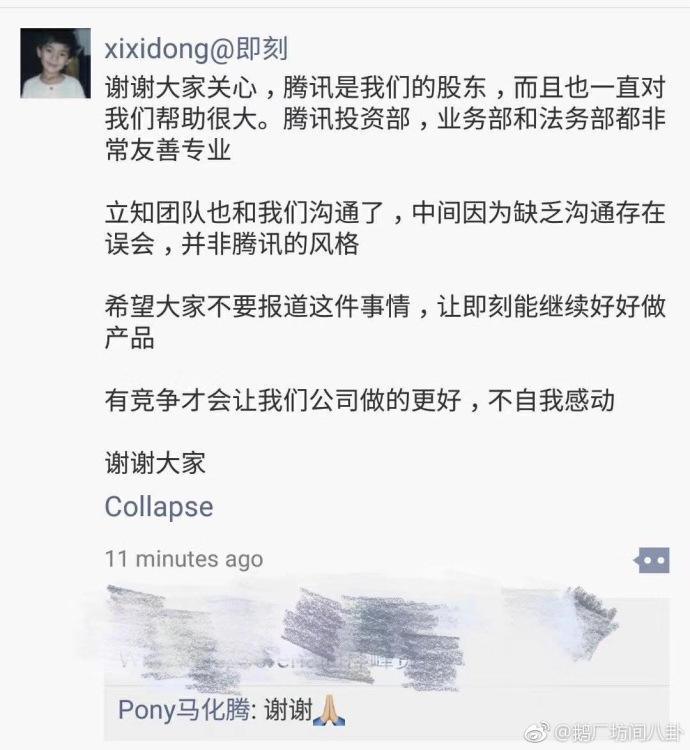 xixidong@即刻
谢谢大家关心，腾讯是我们的股东，而且也一直对
我们帮助很大。腾讯投资部，业务部和法务部都非
常友善专业
立知团队也和我们沟通了，中间因为缺乏沟通存在
误会，并非腾讯的风格
希望大家不要报道这件事情，让即刻能继续好好做
产品
有竞争才会让我们公司做的更好，不自我感动
谢谢大家
Collapse
11 minutes ago
Pony马化腾: 谢谢🙏🏼
@鹅厂坊间八卦